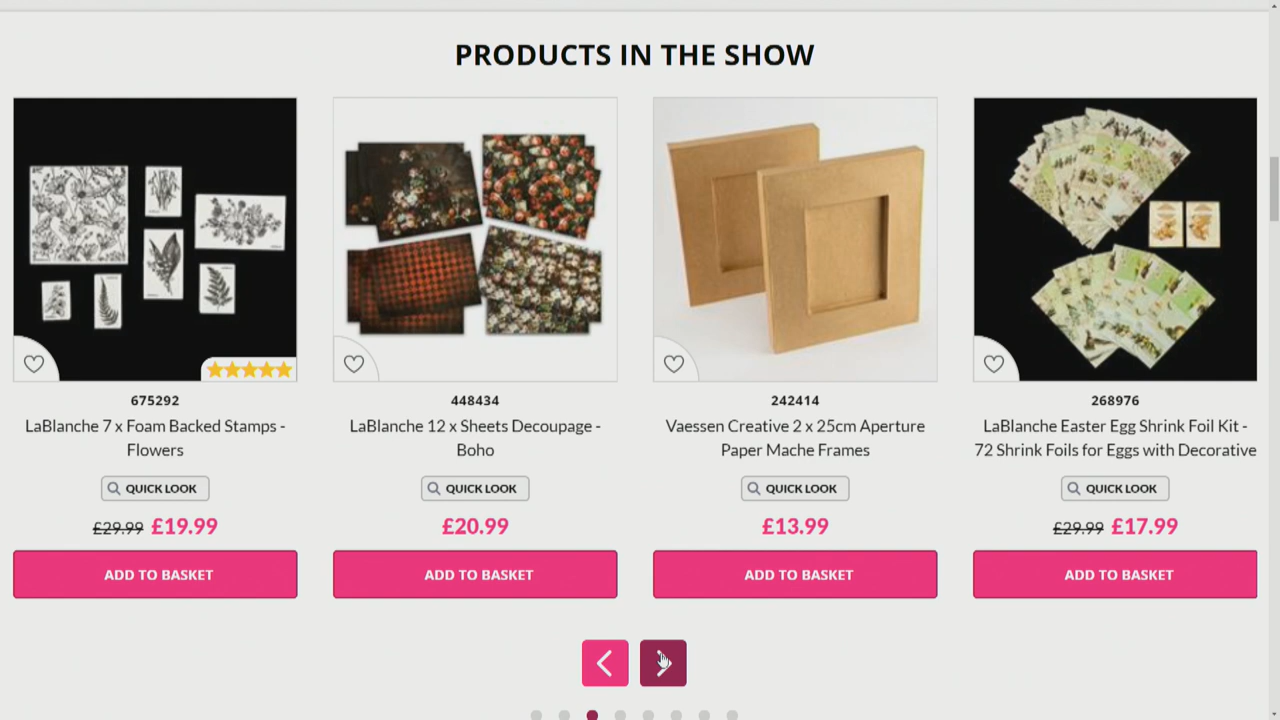 PRODUCTS IN THE SHOW
675292
LaBlanche 7 x Foam Backed Stamps -
Flowers
QUICK LOOK
£29.99 £19.99
ADD TO BASKET
448434
LaBlanche 12 x Sheets Decoupage -
Boho
QUICK LOOK
£20.99
ADD TO BASKET
242414
Vaessen Creative 2 x 25cm Aperture
Paper Mache Frames
QUICK LOOK
£13.99
ADD TO BASKET
268976
LaBlanche Easter Egg Shrink Foil Kit -
72 Shrink Foils for Eggs with Decorative
QUICK LOOK
£29.99 £17.99
ADD TO BASKET